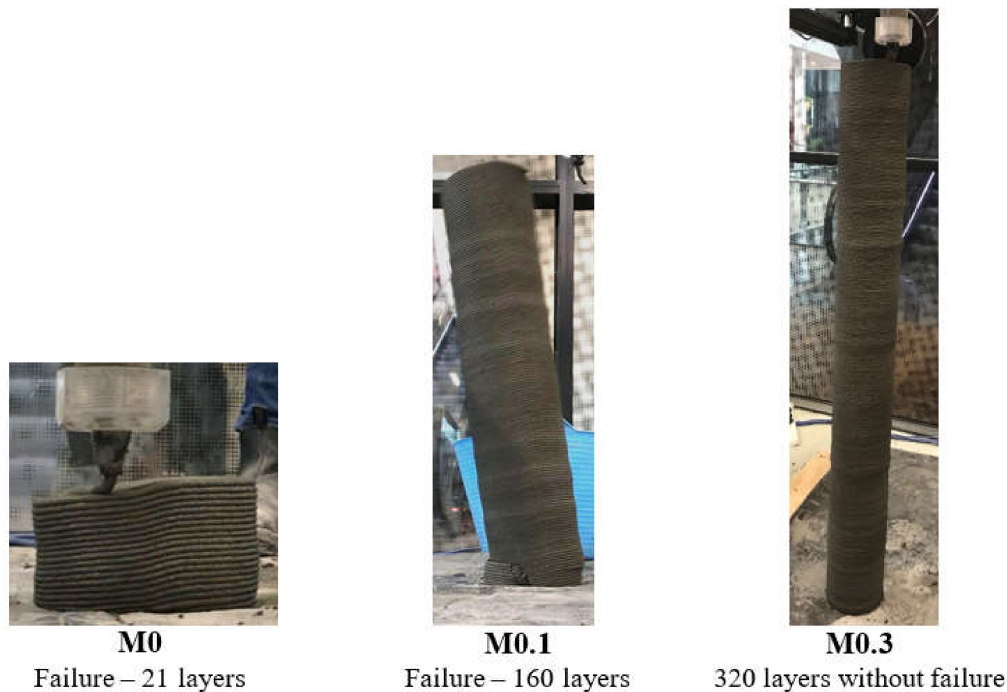 M0
Failure – 21 layers
M0.1
Failure – 160 layers
M0.3
320 layers without failure